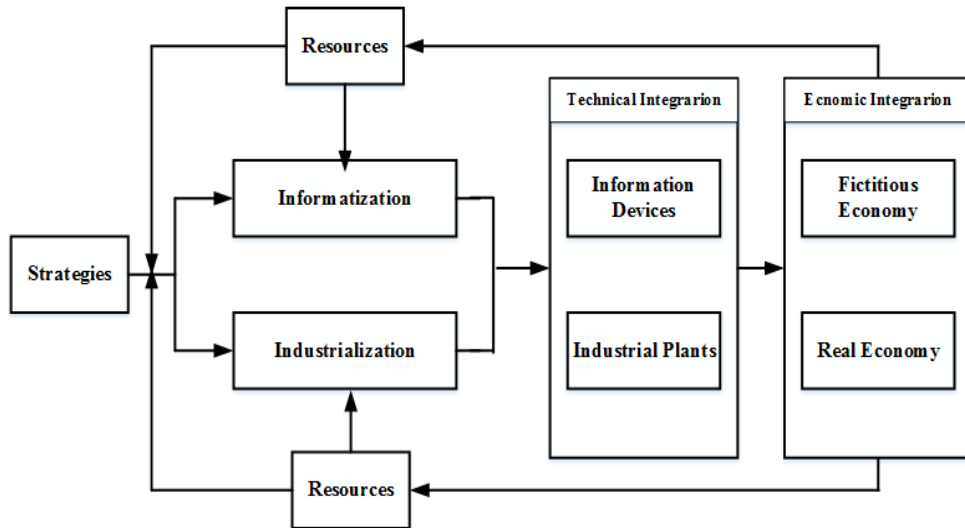 Resources
Technical Integrarion
Ecnomic Integrarion
Informatization
Information
Devices
Fictitious
Economy
Strategies
Industrialization
Industrial Plants
Real Economy
Resources